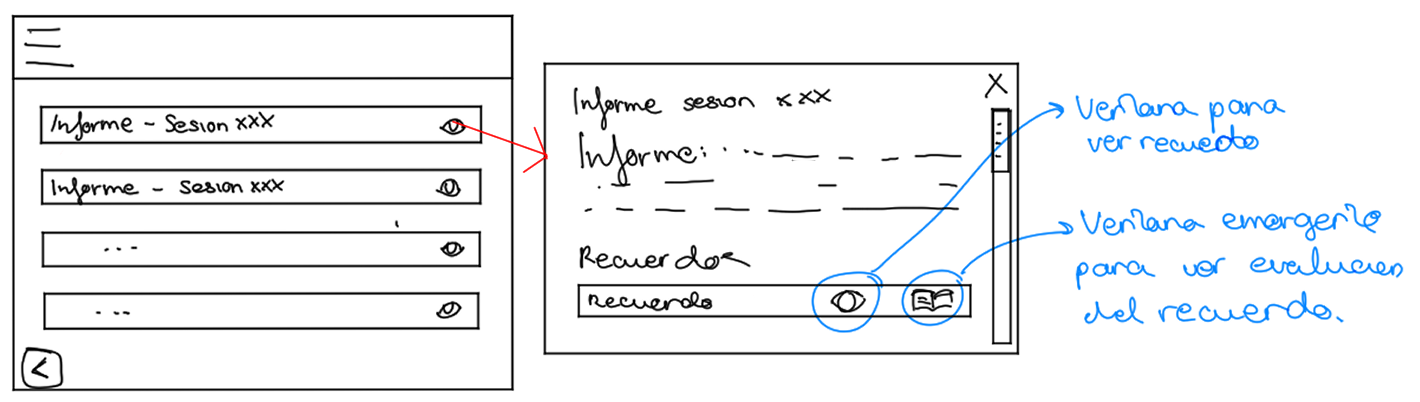 Informe - Sesion xxx
Informe - Sesion xxx
...
...
<
Informe sesion xxx
X
Informe: ...
Recuerdos
Recuerdo
Ventana para
ver recuerdo
Ventana emergente
para ver evaluacion
del recuerdo.